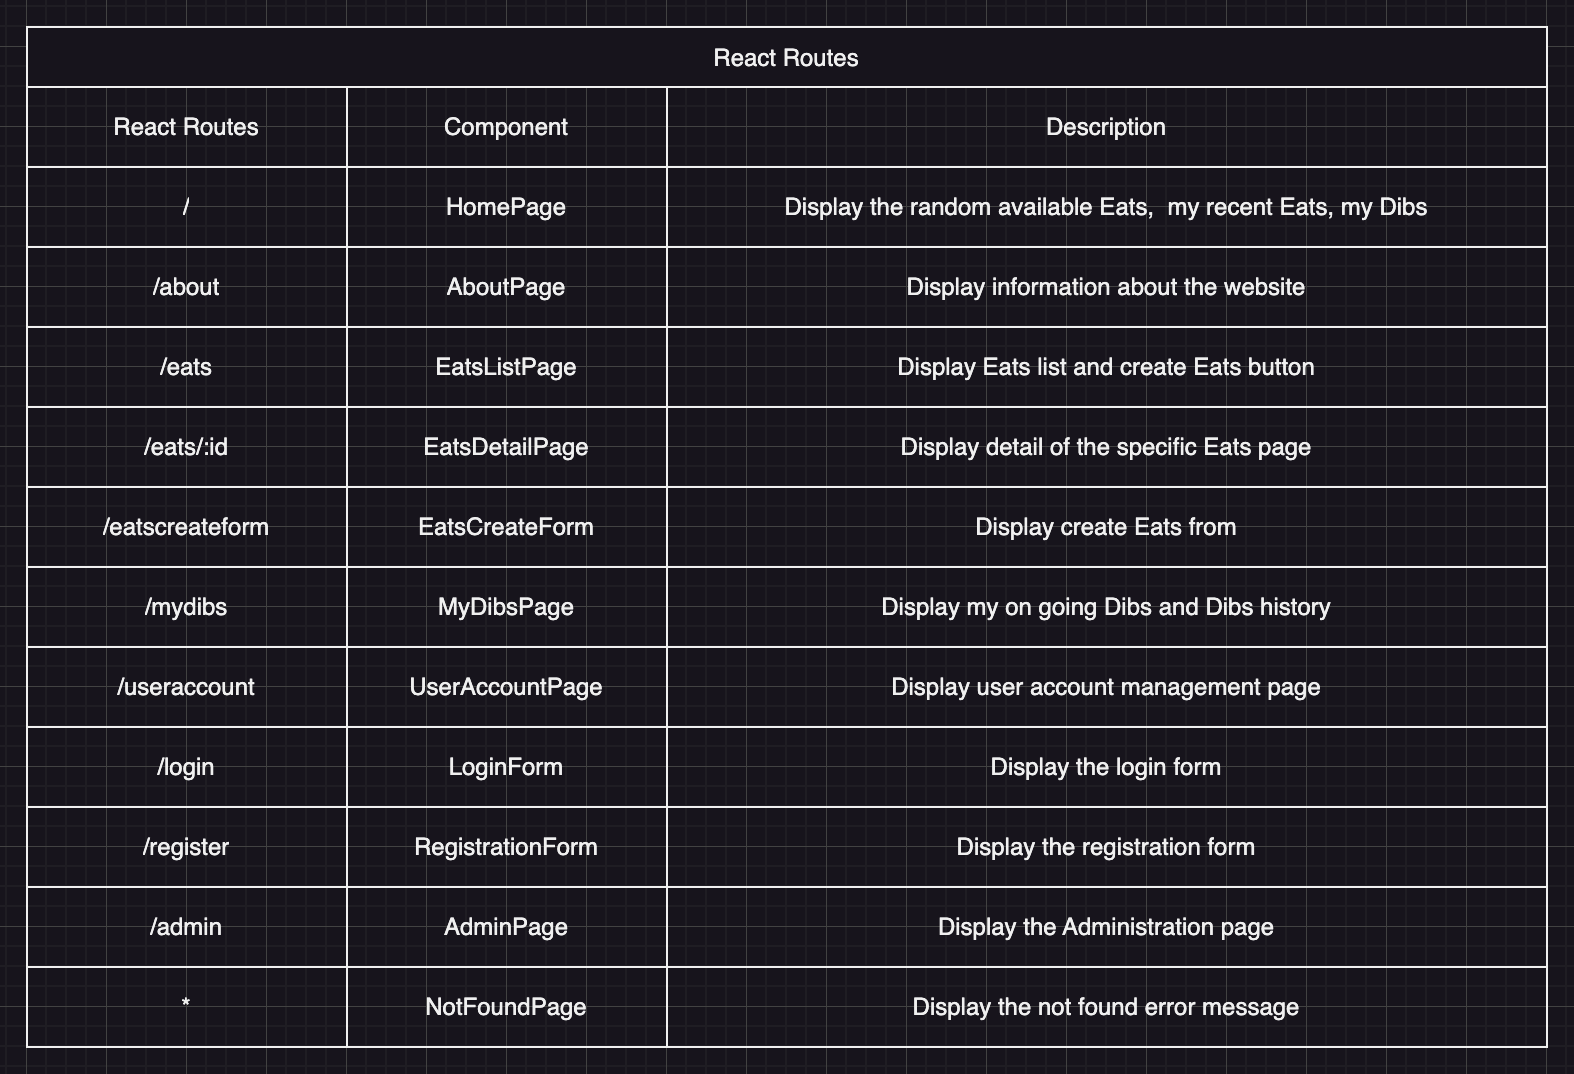 React Routes
React Routes Component Description
/ HomePage Display the random available Eats,  my recent Eats, my Dibs
/about AboutPage Display information about the website
/eats EatsListPage Display Eats list and create Eats button
/eats/:id EatsDetailPage Display detail of the specific Eats page
/eatscreateform EatsCreateForm Display create Eats from
/mydibs MyDibsPage Display my on going Dibs and Dibs history
/useraccount UserAccountPage Display user account management page
/login LoginForm Display the login form
/register RegistrationForm Display the registration form
/admin AdminPage Display the Administration page
* NotFoundPage Display the not found error message